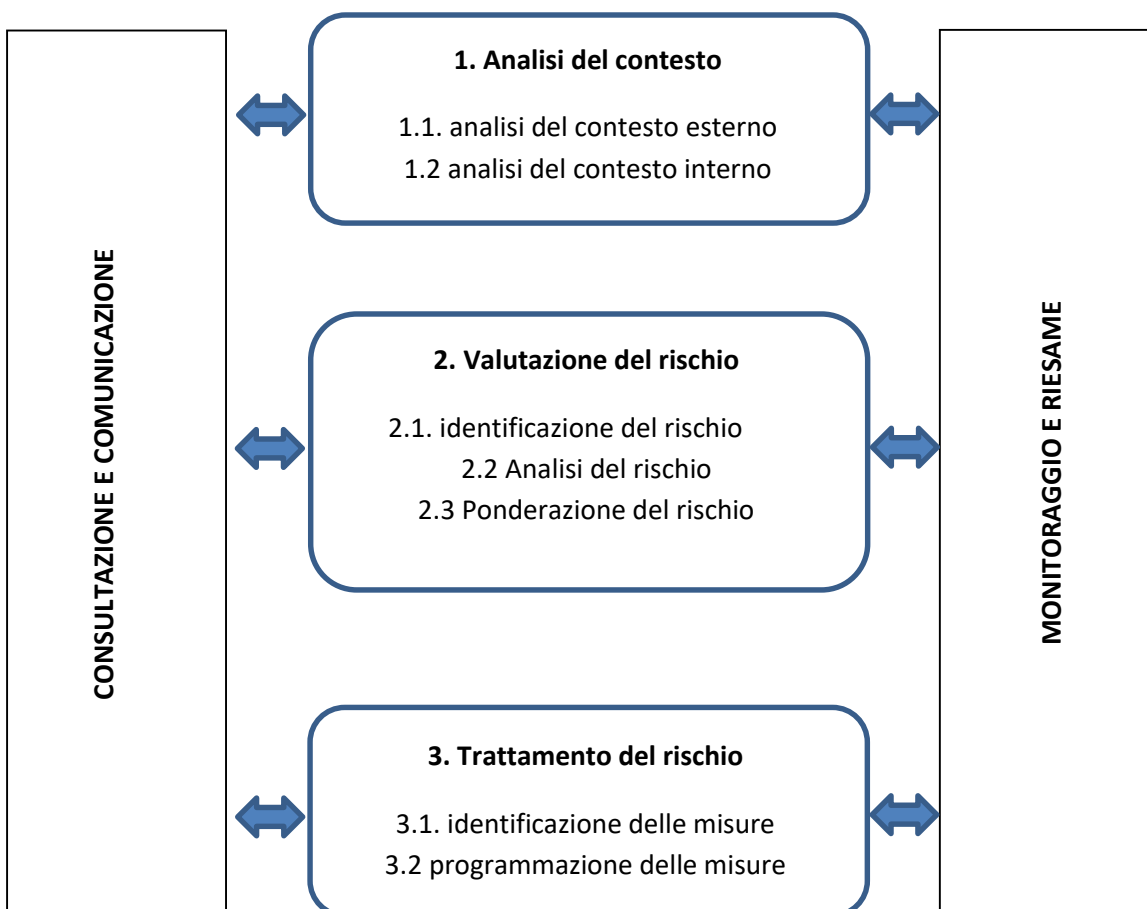 CONSULTAZIONE E COMUNICAZIONE
1. Analisi del contesto
1.1. analisi del contesto esterno
1.2 analisi del contesto interno
2. Valutazione del rischio
2.1. identificazione del rischio
2.2 Analisi del rischio
2.3 Ponderazione del rischio
3. Trattamento del rischio
3.1. identificazione delle misure
3.2 programmazione delle misure
MONITORAGGIO E RIESAME